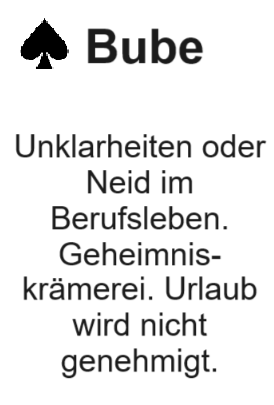 ♠ Bube
Unklarheiten oder
Neid im
Berufsleben.
Geheimnis-
krämerei. Urlaub
wird nicht
genehmigt.